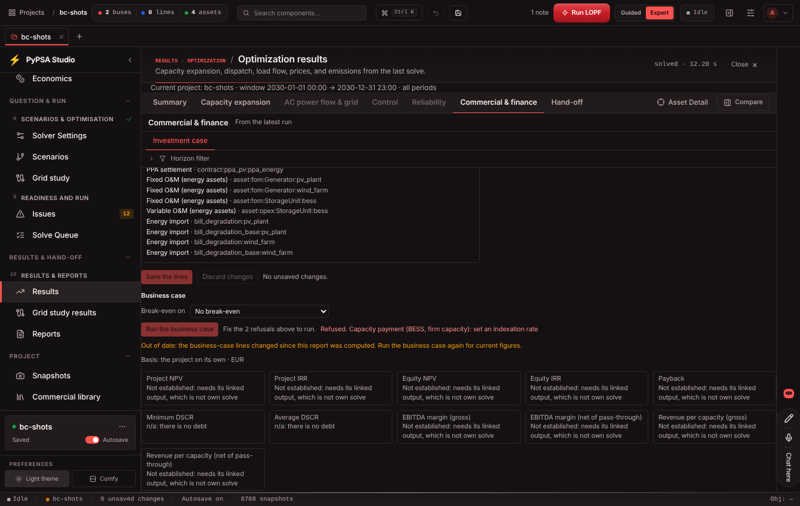 Projects / bc-shots
2 buses 0 lines 4 assets
Search components...
Ctrl K
1 note
Run LOPF
Guided Expert
Idle
A
bc-shots
PyPSA Studio
Economics
QUESTION & RUN
SCENARIOS & OPTIMISATION
Solver Settings
Scenarios
Grid study
READINESS AND RUN
Issues 12
Solve Queue
RESULTS & HAND-OFF
10 RESULTS & REPORTS
Results
Grid study results
Reports
PROJECT
Snapshots
Commercial library
bc-shots
Saved Autosave
PREFERENCES
Light theme Comfy
RESULTS · OPTIMIZATION / Optimization results
Capacity expansion, dispatch, load flow, prices, and emissions from the last solve.
solved · 12.20 s
Close
Current project: bc-shots · window 2030-01-01 00:00 → 2030-12-31 23:00 · all periods
Summary Capacity expansion AC power flow & grid Control Reliability Commercial & finance Hand-off
Asset Detail Compare
Commercial & finance From the latest run
Investment case
Horizon filter
PPA settlement · contract:ppa_pv:ppa_energy
Fixed O&M (energy assets) · asset:fom:Generator:pv_plant
Fixed O&M (energy assets) · asset:fom:Generator:wind_farm
Fixed O&M (energy assets) · asset:fom:StorageUnit:bess
Variable O&M (energy assets) · asset:opex:StorageUnit:bess
Energy import · bill_degradation:pv_plant
Energy import · bill_degradation_base:pv_plant
Energy import · bill_degradation:wind_farm
Energy import · bill_degradation_base:wind_farm
Save the lines Discard changes No unsaved changes.
Business case
Break-even on No break-even
Run the business case Fix the 2 refusals above to run. Refused. Capacity payment (BESS, firm capacity): set an indexation rate
Out of date: the business-case lines changed since this report was computed. Run the business case again for current figures.
Basis: the project on its own · EUR
Project NPV
Not established: needs its linked
output, which is not own solve
Project IRR
Not established: needs its linked
output, which is not own solve
Equity NPV
Not established: needs its linked
output, which is not own solve
Equity IRR
Not established: needs its linked
output, which is not own solve
Payback
Not established: needs its linked
output, which is not own solve
Minimum DSCR
n/a: there is no debt
Average DSCR
n/a: there is no debt
EBITDA margin (gross)
Not established: needs its linked
output, which is not own solve
EBITDA margin (net of pass-through)
Not established: needs its linked
output, which is not own solve
Revenue per capacity (gross)
Not established: needs its linked
output, which is not own solve
Revenue per capacity (net of pass-
through)
Not established: needs its linked
output, which is not own solve
Chat here
Idle bc-shots 0 unsaved changes Autosave on 8760 snapshots
Obj: —